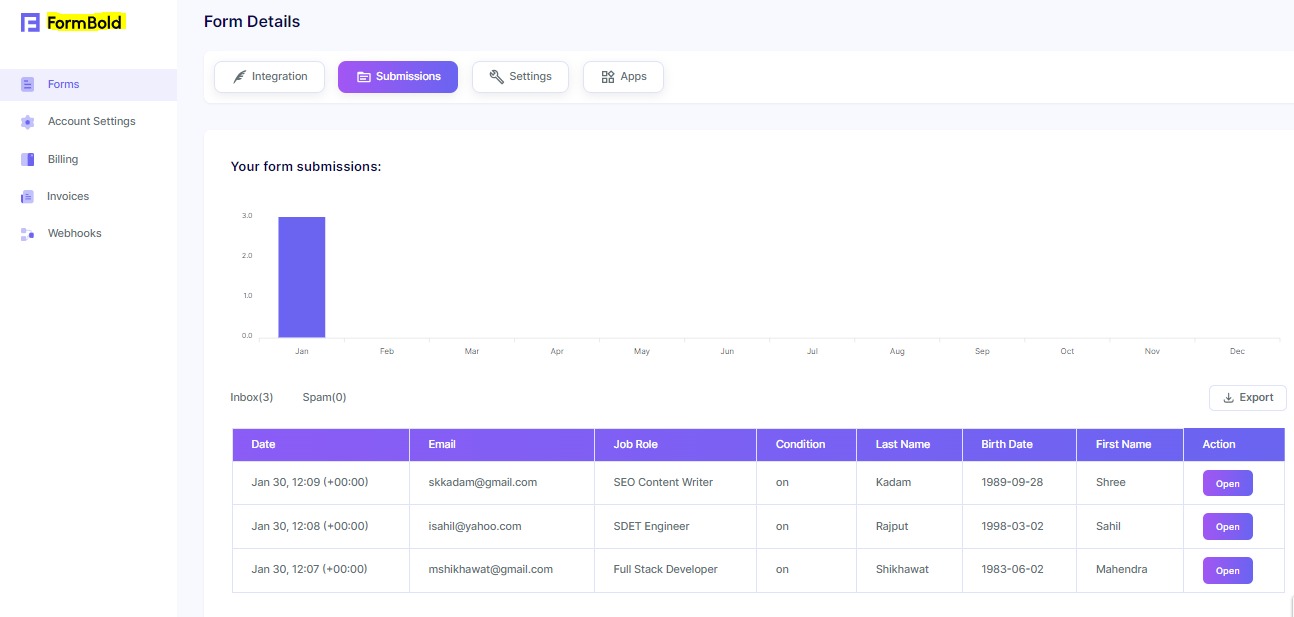 FormBold
Form Details
Integration Submissions Settings Apps
Forms
Account Settings
Billing
Invoices
Webhooks
Your form submissions:
3.0
2.0
1.0
0.0
Jan Feb Mar Apr May Jun Jul Aug Sep Oct Nov Dec
Inbox(3) Spam(0) Export
Date Email Job Role Condition Last Name Birth Date First Name Action
Jan 30, 12:09 (+00:00) skkadam@gmail.com SEO Content Writer on Kadam 1989-09-28 Shree Open
Jan 30, 12:08 (+00:00) isahil@yahoo.com SDET Engineer on Rajput 1998-03-02 Sahil Open
Jan 30, 12:07 (+00:00) mshikhawat@gmail.com Full Stack Developer on Shikhawat 1983-06-02 Mahendra Open